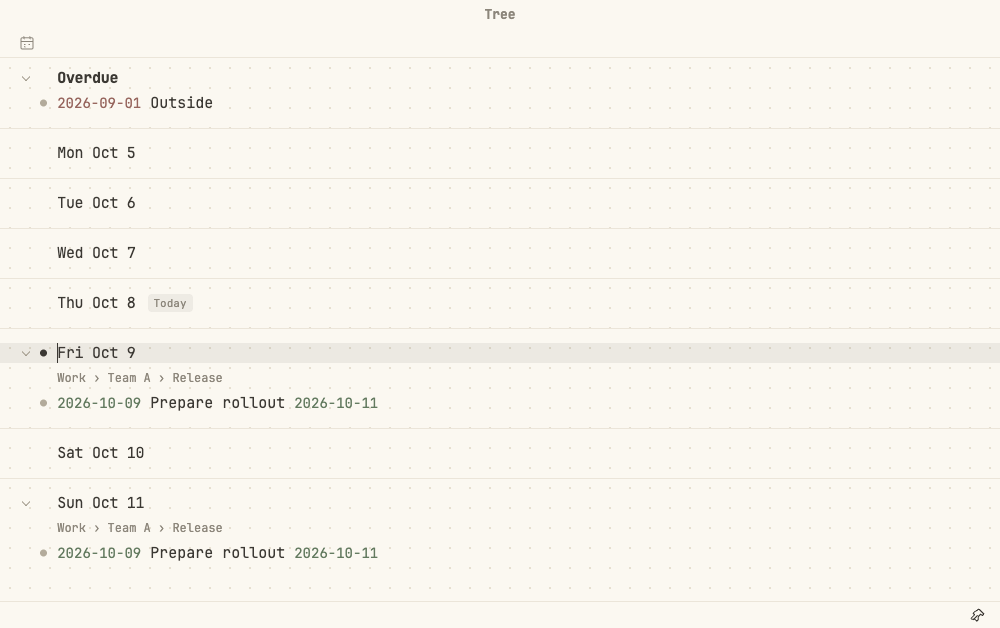 Tree
Overdue
2026-09-01 Outside
Mon Oct 5
Tue Oct 6
Wed Oct 7
Thu Oct 8 Today
Fri Oct 9
Work › Team A › Release
2026-10-09 Prepare rollout 2026-10-11
Sat Oct 10
Sun Oct 11
Work › Team A › Release
2026-10-09 Prepare rollout 2026-10-11